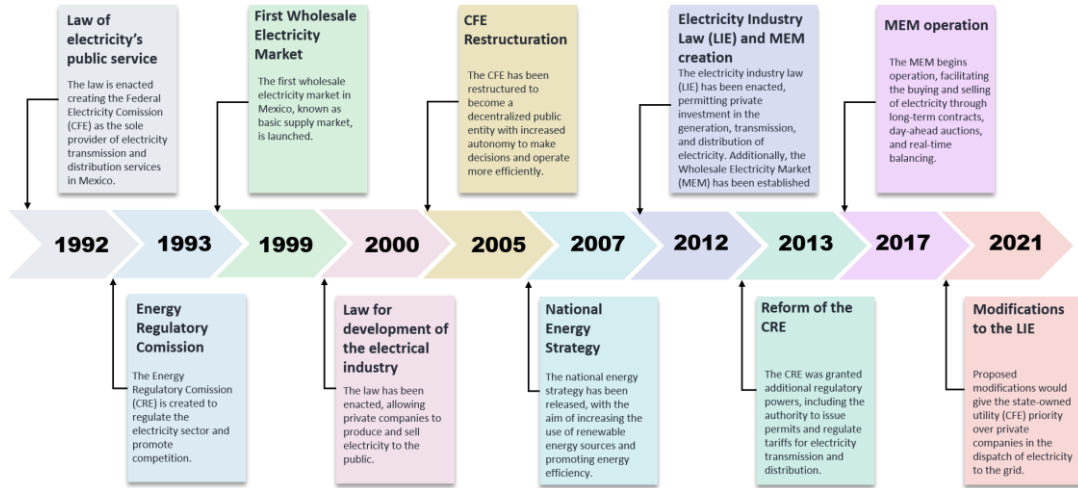 Law of
electricity's
public service
The law is enacted
creating the Federal
Electricity Comission
(CFE) as the sole
provider of electricity
transmission and
distribution services
in Mexico.
First Wholesale
Electricity
Market
The first wholesale
electricity market in
Mexico, known as
basic supply market,
is launched.
CFE
Restructuration
The CFE has been
restructured to
become a
decentralized public
entity with increased
autonomy to make
decisions and operate
more efficiently.
Electricity Industry
Law (LIE) and MEM
creation
The electricity industry law
(LIE) has been enacted,
permitting private
investment in the
generation, transmission,
and distribution of
electricity. Additionally, the
Wholesale Electricity Market
(MEM) has been established
MEM operation
The MEM begins
operation, facilitating
the buying and selling
of electricity through
long-term contracts,
day-ahead auctions,
and real-time
balancing.
1992
1993
1999
2000
2005
2007
2012
2013
2017
2021
Energy
Regulatory
Comission
The Energy
Regulatory Comission
(CRE) is created to
regulate the
electricity sector and
promote
competition.
Law for
development of
the electrical
industry
The law has been
enacted, allowing
private companies to
produce and sell
electricity to the
public.
National
Energy
Strategy
The national energy
strategy has been
released, with the
aim of increasing the
use of renewable
energy sources and
promoting energy
efficiency.
Reform of the
CRE
The CRE was granted
additional regulatory
powers, including the
authority to issue
permits and regulate
tariffs for electricity
transmission and
distribution.
Modifications
to the LIE
Proposed
modifications would
give the state-owned
utility (CFE) priority
over private
companies in the
dispatch of electricity
to the grid.